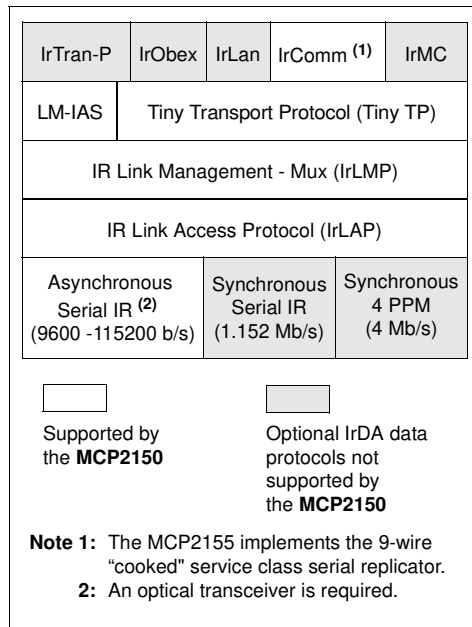 IrTran-P IrObex IrLan IrComm (1) IrMC
LM-IAS Tiny Transport Protocol (Tiny TP)
IR Link Management - Mux (IrLMP)
IR Link Access Protocol (IrLAP)
Asynchronous
Serial IR (2)
(9600 -115200 b/s)
Synchronous
Serial IR
(1.152 Mb/s)
Synchronous
4 PPM
(4 Mb/s)
Supported by
the MCP2150
Optional IrDA data
protocols not
supported by
the MCP2150
Note 1: The MCP2155 implements the 9-wire
“cooked" service class serial replicator.
2: An optical transceiver is required.